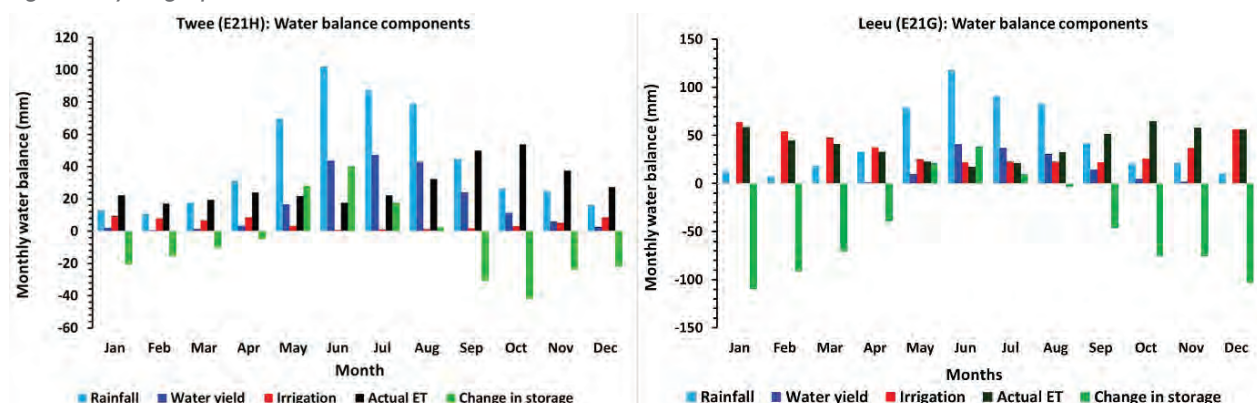 Twee (E21H): Water balance components
Monthly water balance (mm)
120
100
80
60
40
20
0
-20
-40
-60
Jan Feb Mar Apr May Jun Jul Aug Sep Oct Nov Dec
Month
Rainfall Water yield Irrigation Actual ET Change in storage
Leeu (E21G): Water balance components
Monthly water balance (mm)
150
100
50
0
-50
-100
-150
Jan Feb Mar Apr May Jun Jul Aug Sep Oct Nov Dec
Months
Rainfall Water yield Irrigation Actual ET Change in storage